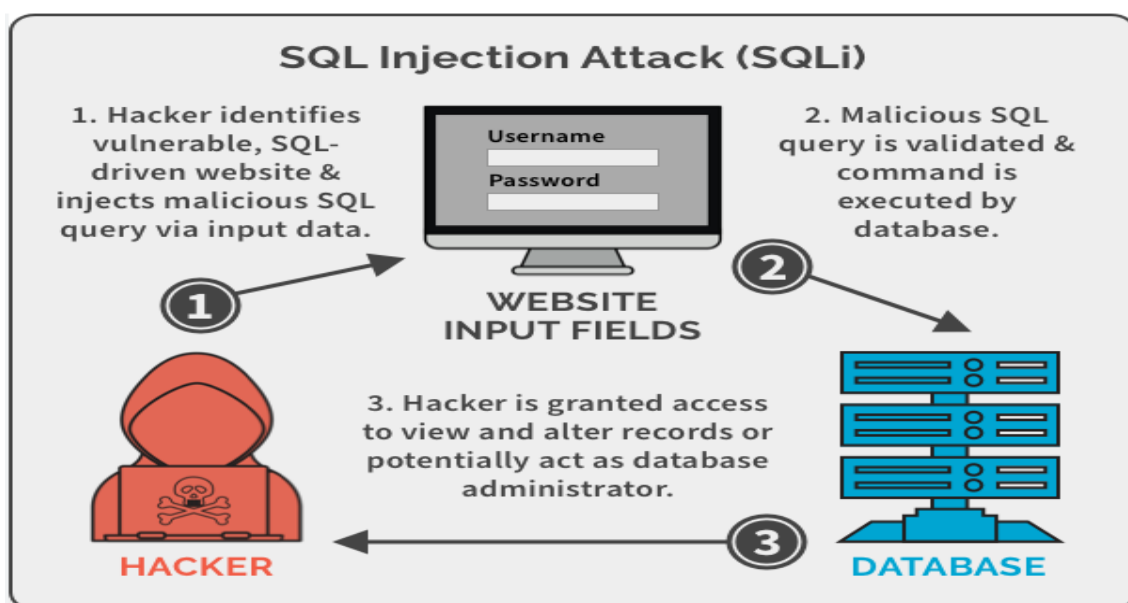 SQL Injection Attack (SQLi)
1. Hacker identifies
vulnerable, SQL-
driven website &
injects malicious SQL
query via input data.
Username
Password
2. Malicious SQL
query is validated &
command is
executed by
database.
1
2
WEBSITE
INPUT FIELDS
3. Hacker is granted access
to view and alter records or
potentially act as database
administrator.
3
HACKER
DATABASE